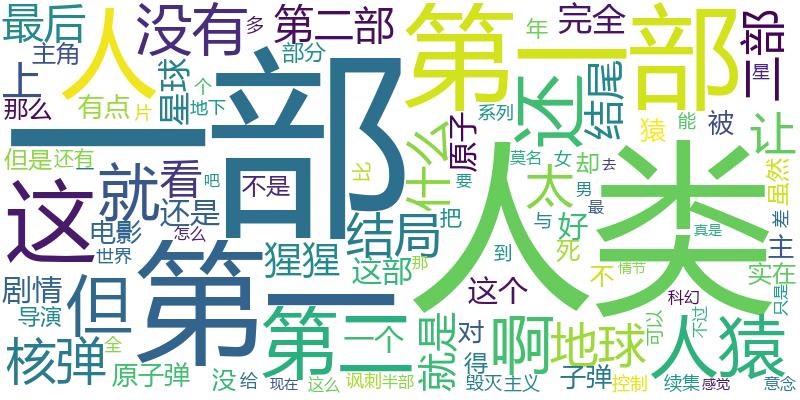 最后
没有
第二部
完全
第一部
二部
人
一部
还
结尾
上
主角
多
部分
年
那么
有点
片
星球
个
地下
系列
原子
猿
能
被
星
但是
还有
一
这
就
看
吧
不是
比
什么
莫名
女
却
去
太
让
虽然
还是
电影
怎么
世界
结局
把
要
男
最
与
好
主
差
人类
真是
猩猩
这部
那
到
死
不
情节
实在
剧情
导演
但
第一
第二
一个
这个
科幻
只是
就是
对
得
啊
地球
可以
不过
人猿
核弹
全
原子弹
没
给
现在
这么
讽刺
半部
毁灭
主义
子弹
控制
续集
感觉
意念